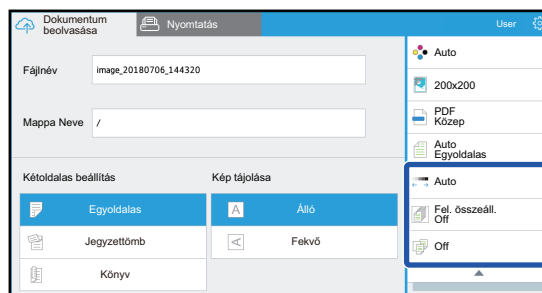 Dokumentum
beolvasása
Nyomtatás
User
Fájlnév
image_20180706_144320
Mappa Neve
/
Kétoldalas beállítás
Kép tájolása
Egyoldalas
A
Álló
Jegyzettömb
A
Fekvő
Könyv
Auto
200x200
PDF
Közep
Auto
Egyoldalas
Auto
Fel. összeáll.
Off
Off